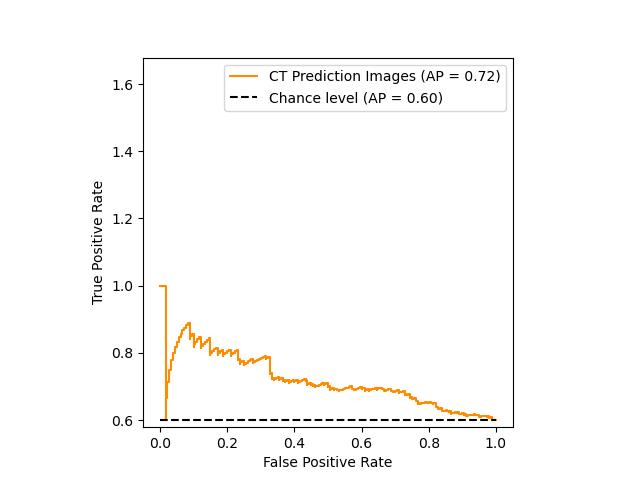 CT Prediction Images (AP = 0.72)
Chance level (AP = 0.60)
1.6
1.4
1.2
1.0
0.8
0.6
True Positive Rate
0.0 0.2 0.4 0.6 0.8 1.0
False Positive Rate